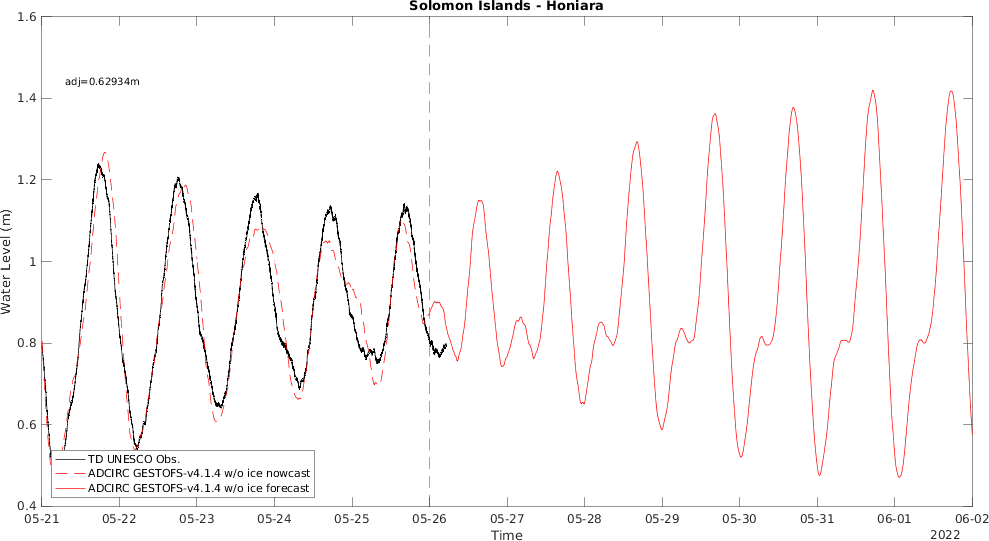 Solomon Islands - Honiara
adj=0.62934m
Water Level (m)
1.6
1.4
1.2
1
0.8
0.6
0.4
TD UNESCO Obs.
ADCIRC GESTOFS-v4.1.4 w/o ice nowcast
ADCIRC GESTOFS-v4.1.4 w/o ice forecast
05-21 05-22 05-23 05-24 05-25 05-26 05-27 05-28 05-29 05-30 05-31 06-01 06-02
Time
2022